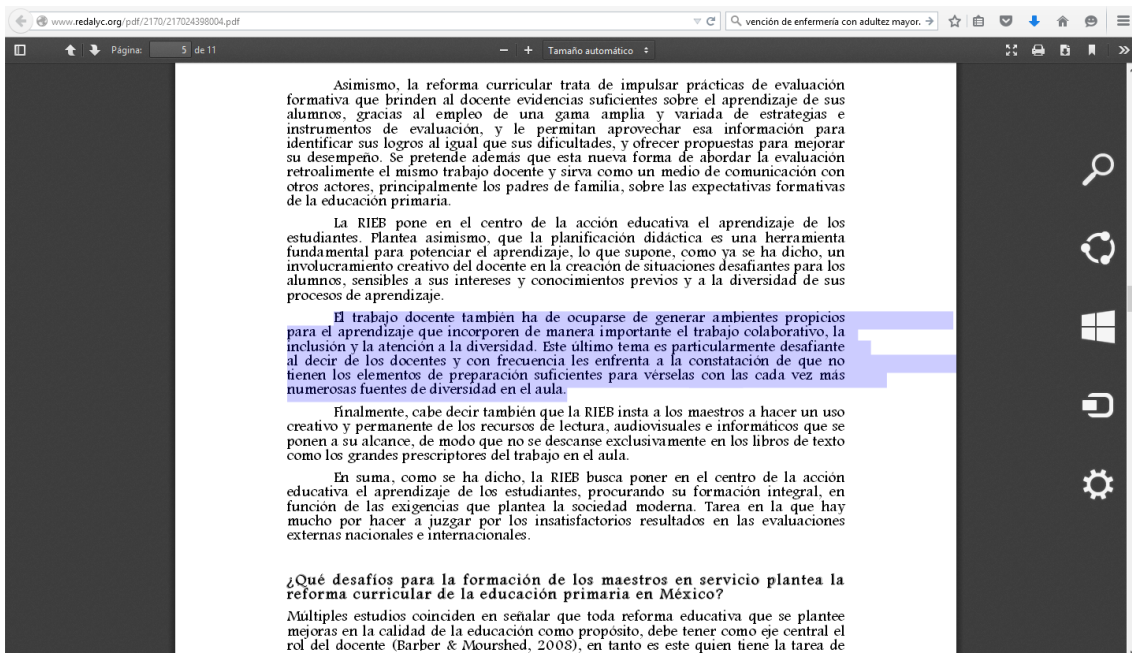 www.redalyc.org/pdf/2170/217024398004.pdf
vención de enfermería con adultez mayor.
Página: 5 de 11
Tamaño automático
Asimismo, la reforma curricular trata de impulsar prácticas de evaluación
formativa que brinden al docente evidencias suficientes sobre el aprendizaje de sus
alumnos, gracias al empleo de una gama amplia y variada de estrategias e
instrumentos de evaluación, y le permitan aprovechar esa información para
identificar sus logros al igual que sus dificultades, y ofrecer propuestas para mejorar
su desempeño. Se pretende además que esta nueva forma de abordar la evaluación
retroalimente el mismo trabajo docente y sirva como un medio de comunicación con
otros actores, principalmente los padres de familia, sobre las expectativas formativas
de la educación primaria.
La RIEB pone en el centro de la acción educativa el aprendizaje de los
estudiantes. Plantea asimismo, que la planificación didáctica es una herramienta
fundamental para potenciar el aprendizaje, lo que supone, como ya se ha dicho, un
involucramiento creativo del docente en la creación de situaciones desafiantes para los
alumnos, sensibles a sus intereses y conocimientos previos y a la diversidad de sus
procesos de aprendizaje.
El trabajo docente también ha de ocuparse de generar ambientes propicios
para el aprendizaje que incorporen de manera importante el trabajo colaborativo, la
inclusión y la atención a la diversidad. Este último tema es particularmente desafiante
al decir de los docentes y con frecuencia les enfrenta a la constatación de que no
tienen los elementos de preparación suficientes para vérselas con las cada vez más
numerosas fuentes de diversidad en el aula.
Finalmente, cabe decir también que la RIEB insta a los maestros a hacer un uso
creativo y permanente de los recursos de lectura, audiovisuales e informáticos que se
ponen a su alcance, de modo que no se descanse exclusivamente en los libros de texto
como los grandes prescriptores del trabajo en el aula.
En suma, como se ha dicho, la RIEB busca poner en el centro de la acción
educativa el aprendizaje de los estudiantes, procurando su formación integral, en
función de las exigencias que plantea la sociedad moderna. Tarea en la que hay
mucho por hacer a juzgar por los insatisfactorios resultados en las evaluaciones
externas nacionales e internacionales.
¿Qué desafíos para la formación de los maestros en servicio plantea la
reforma curricular de la educación primaria en México?
Múltiples estudios coinciden en señalar que toda reforma educativa que se plantee
mejoras en la calidad de la educación como propósito, debe tener como eje central el
rol del docente (Barber & Mourshed, 2008), en tanto es este quien tiene la tarea de